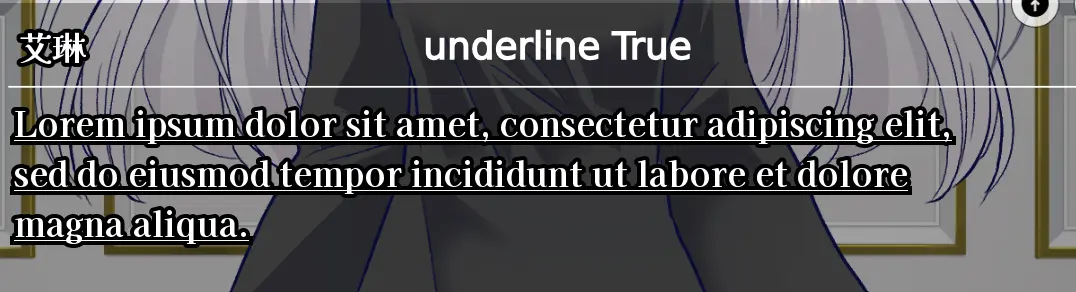 艾琳
underline True
Lorem ipsum dolor sit amet, consectetur adipiscing elit,
sed do eiusmod tempor incididunt ut labore et dolore
magna aliqua.